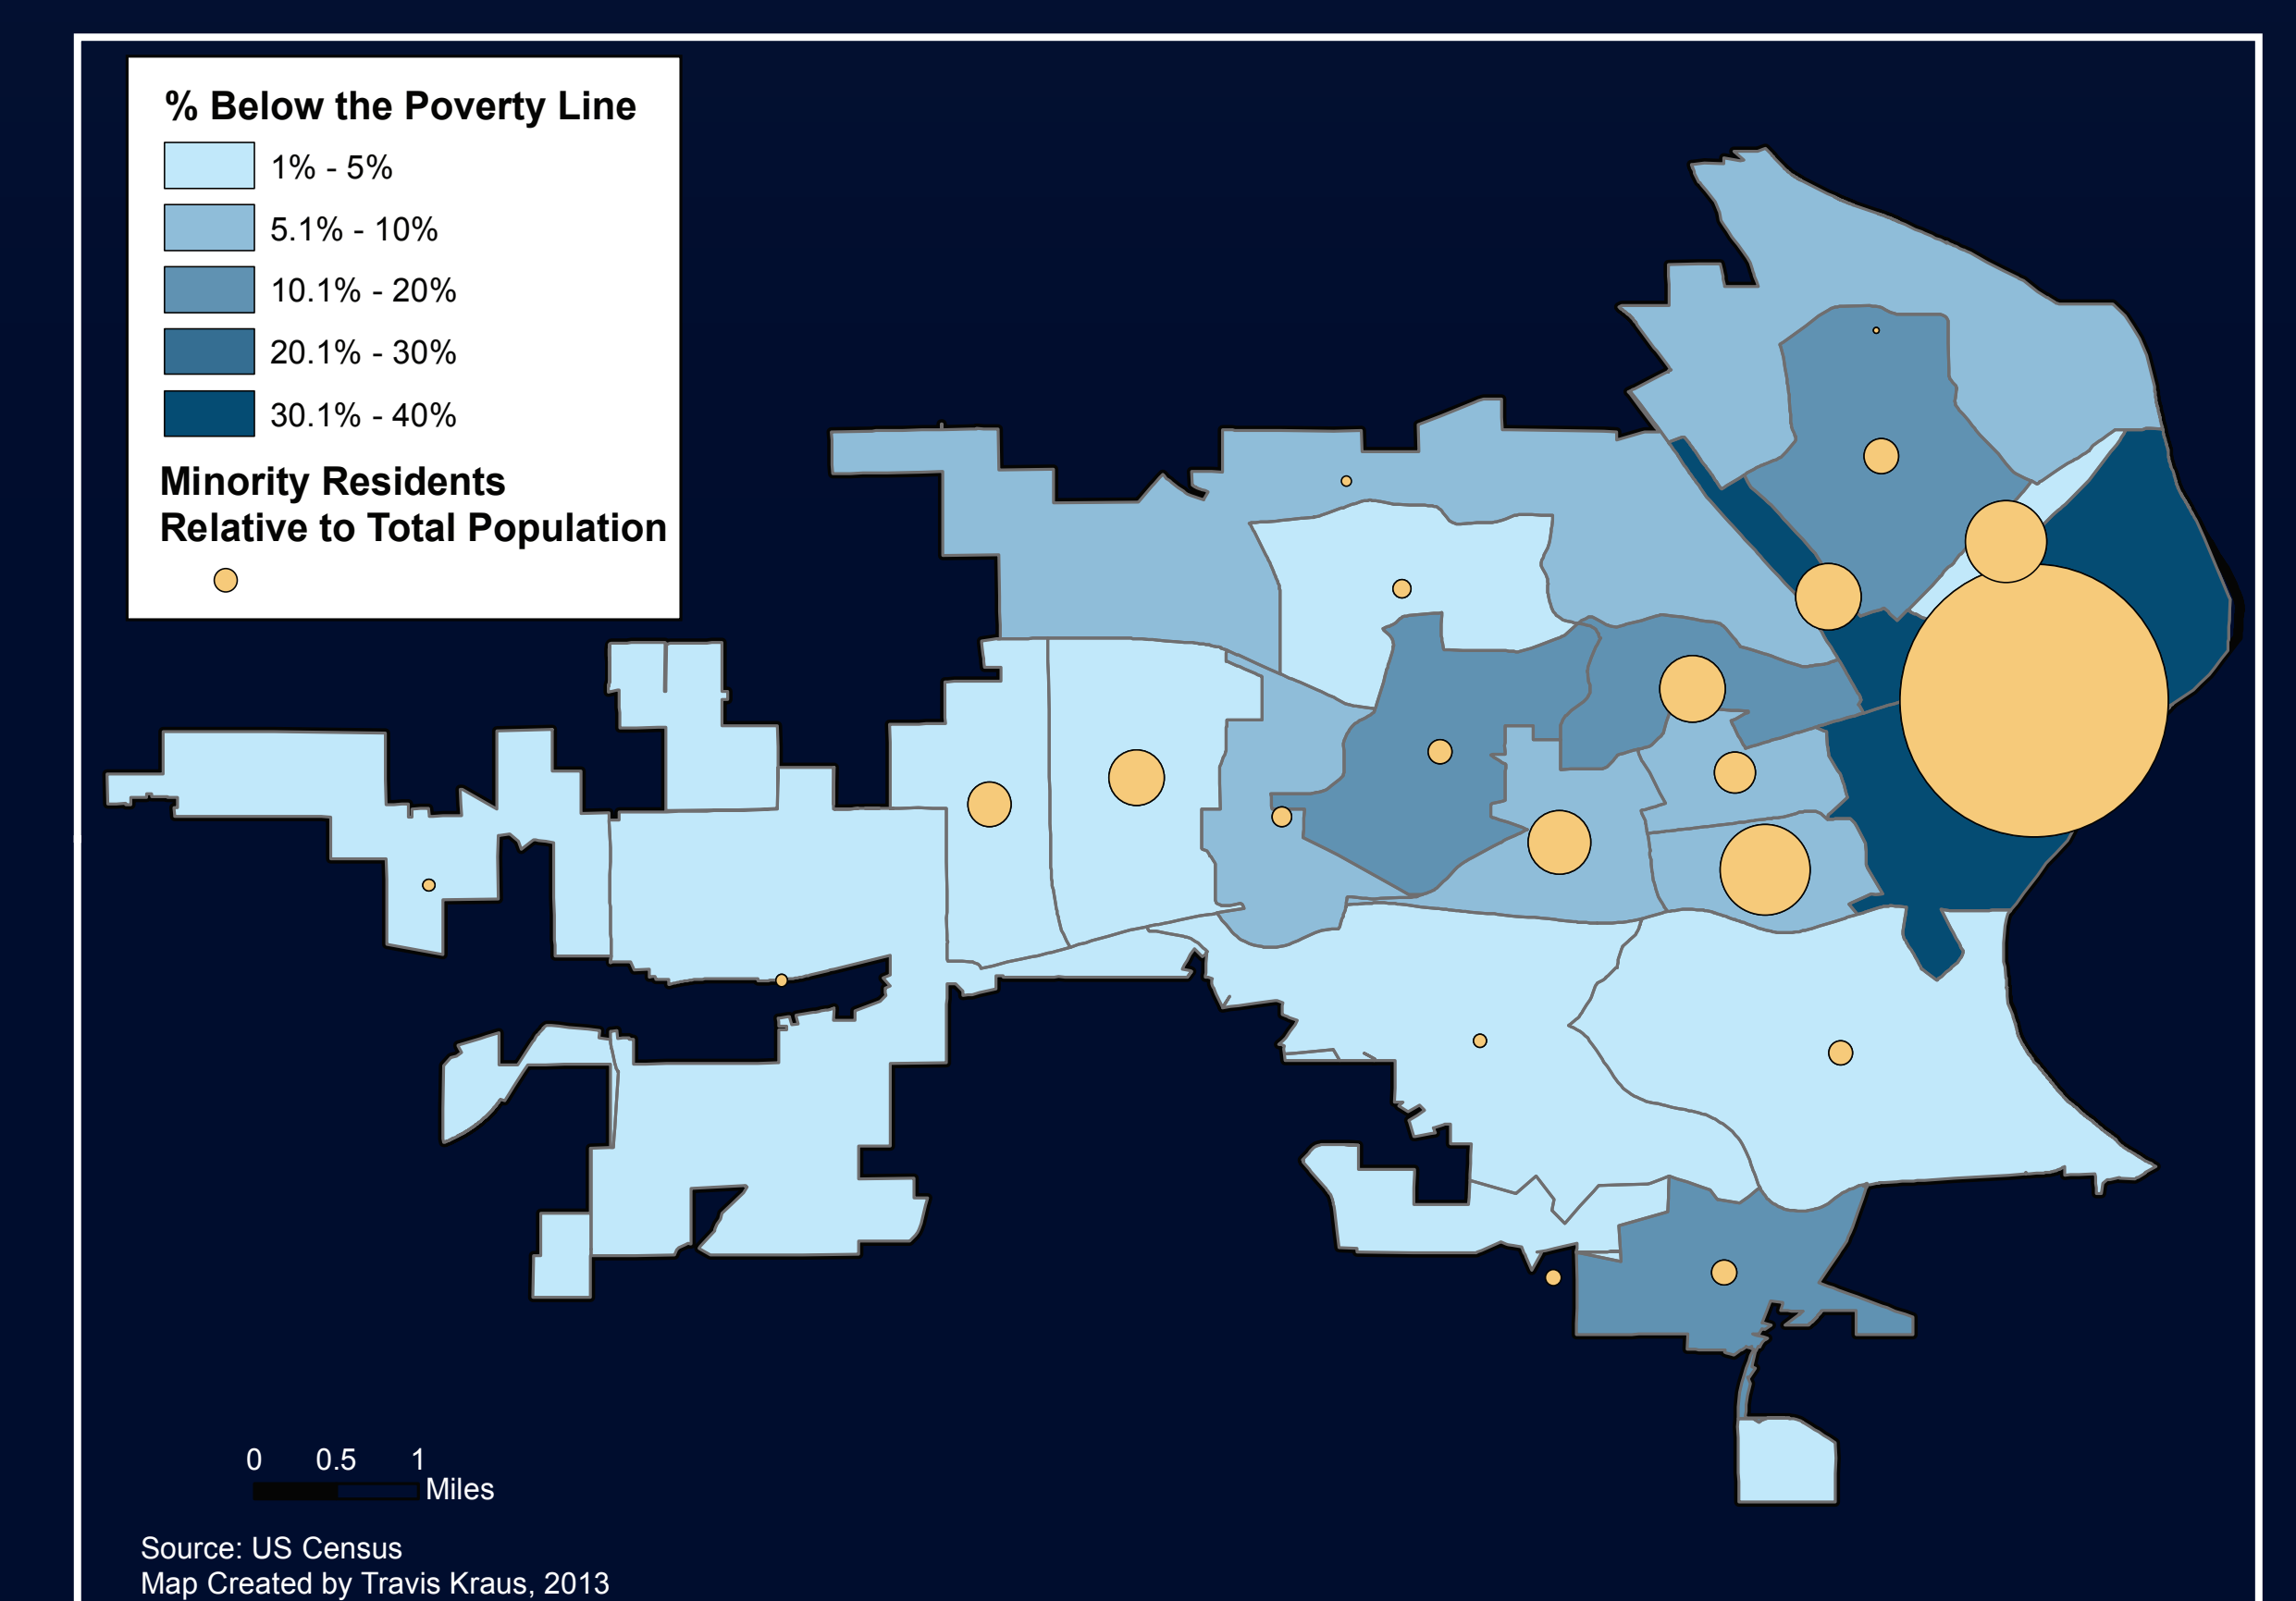 % Below the Poverty Line
1% - 5%
5.1% - 10%
10.1% - 20%
20.1% - 30%
30.1% - 40%
Minority Residents
Relative to Total Population
0 0.5 1
Miles
Source: US Census
Map Created by Travis Kraus, 2013